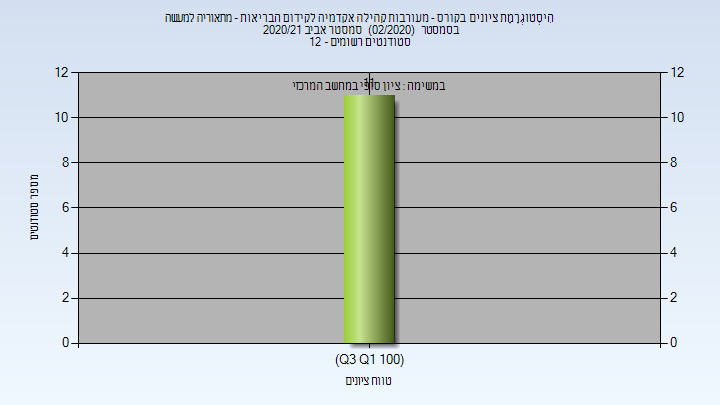 היסטוגרמת ציונים בקורס - מעורבות קהילה אקדמיה לקידום הבריאות - מתאוריה למעשה
בסמסטר (02/2020) סמסטר אביב 2020/21
סטודנטים רשומים - 12
במשימה : ציון סופי במחשב המרכזי
11
12 12
10 10
8 8
6 6
4 4
2 2
0 0
מספר סטודנטים
(Q3 Q1 100)
טווח ציונים